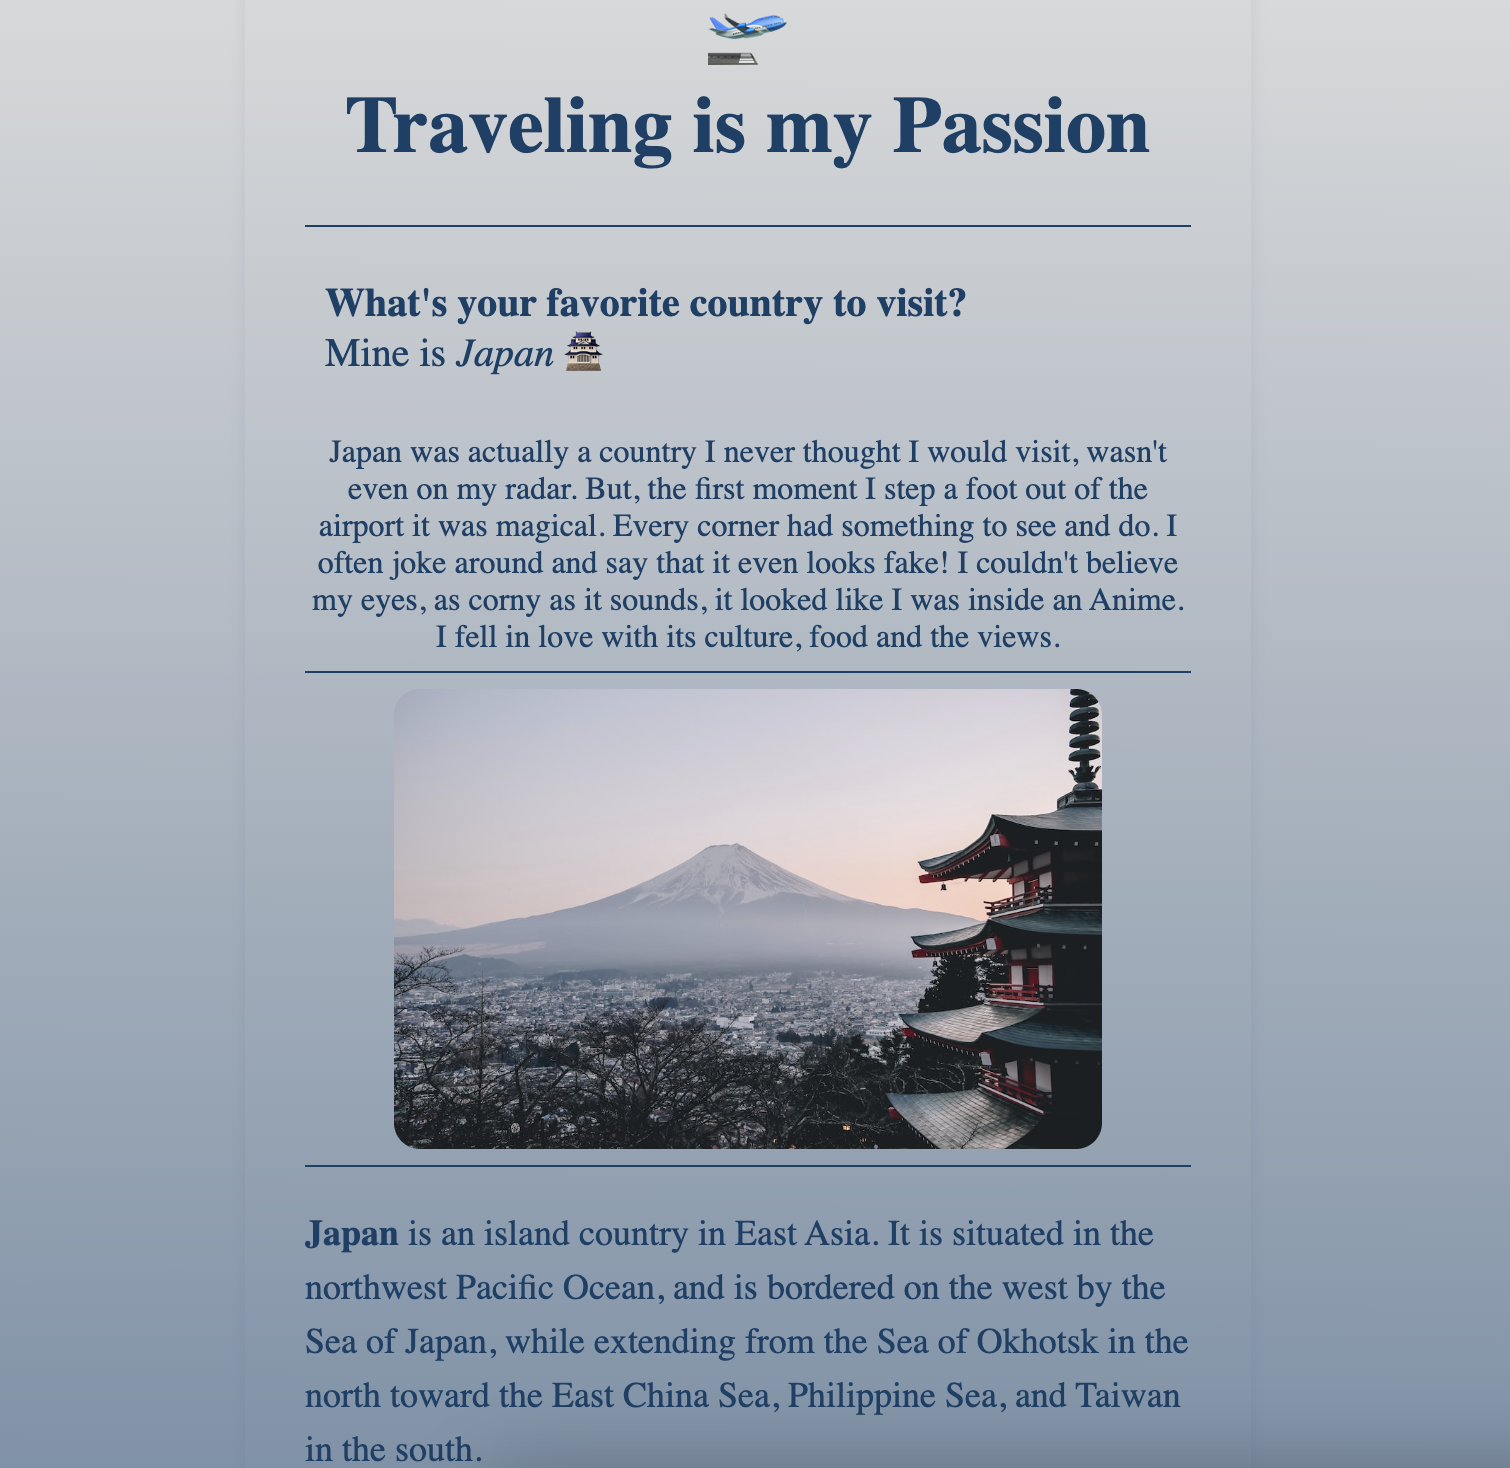 Traveling is my Passion
What's your favorite country to visit?
Mine is Japan 🏯
Japan was actually a country I never thought I would visit, wasn't
even on my radar. But, the first moment I step a foot out of the
airport it was magical. Every corner had something to see and do. I
often joke around and say that it even looks fake! I couldn't believe
my eyes, as corny as it sounds, it looked like I was inside an Anime.
I fell in love with its culture, food and the views.
Japan is an island country in East Asia. It is situated in the
northwest Pacific Ocean, and is bordered on the west by the
Sea of Japan, while extending from the Sea of Okhotsk in the
north toward the East China Sea, Philippine Sea, and Taiwan
in the south.